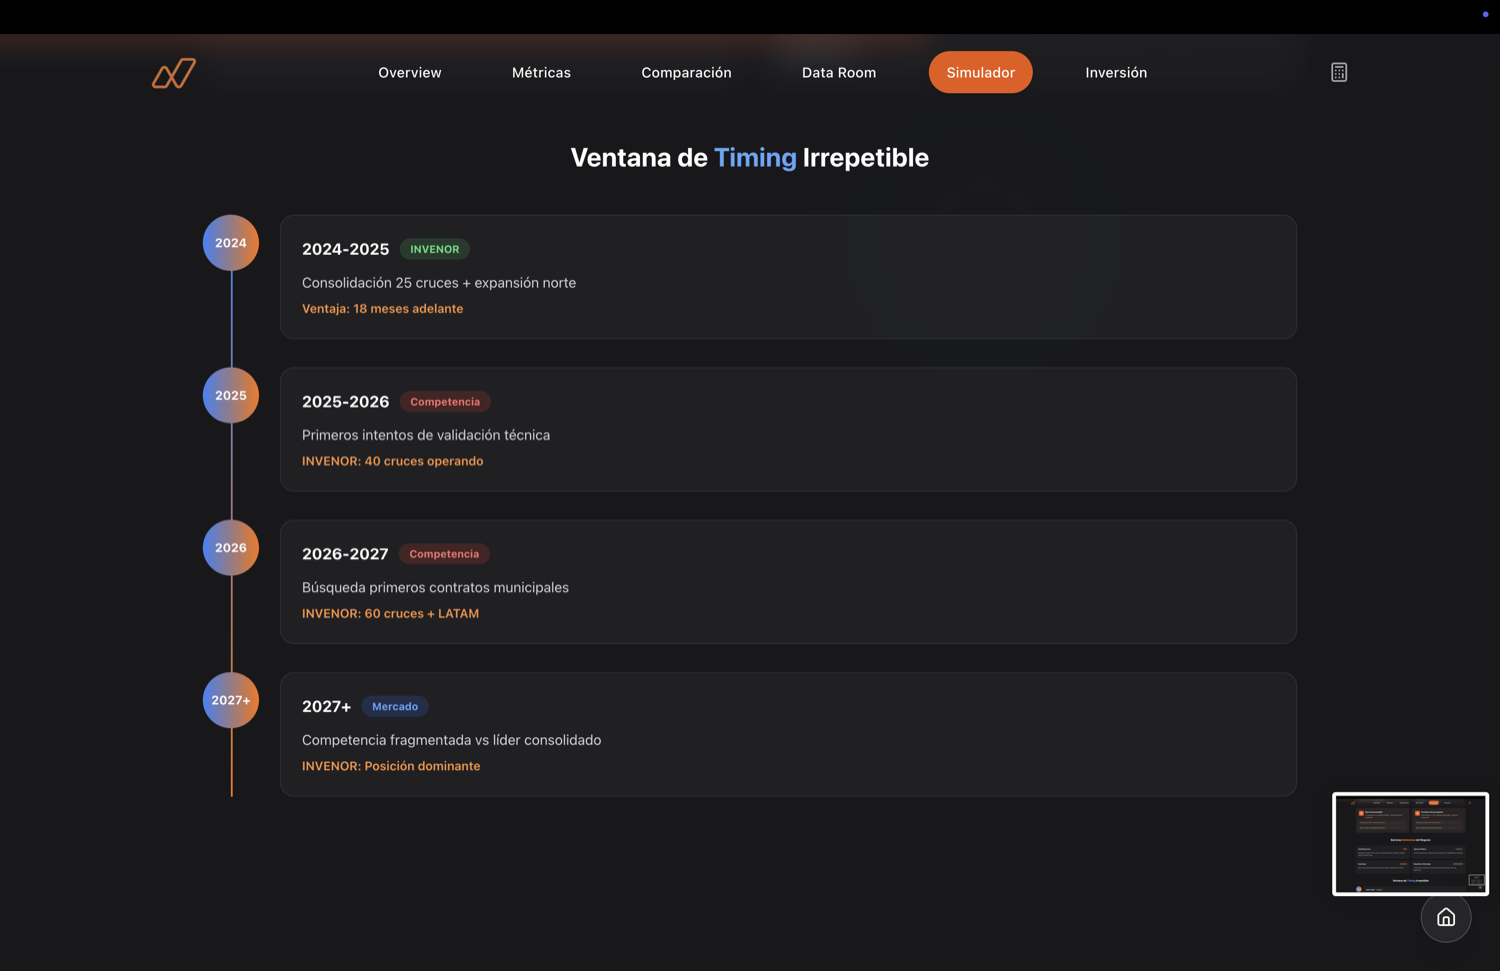 Overview
Métricas
Comparación
Data Room
Simulador
Inversión
Ventana de Timing Irrepetible
2024
2024-2025 INVENOR
Consolidación 25 cruces + expansión norte
Ventaja: 18 meses adelante
2025
2025-2026 Competencia
Primeros intentos de validación técnica
INVENOR: 40 cruces operando
2026
2026-2027 Competencia
Búsqueda primeros contratos municipales
INVENOR: 60 cruces + LATAM
2027+
2027+ Mercado
Competencia fragmentada vs líder consolidado
INVENOR: Posición dominante